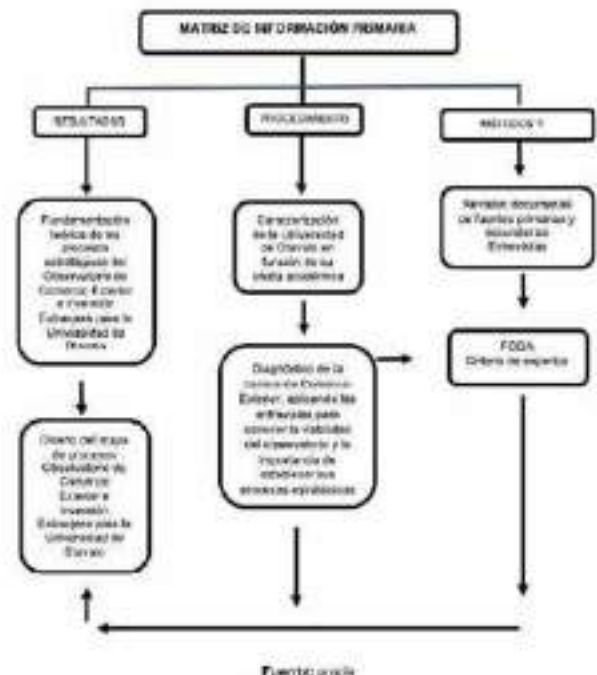 MATRIZ DE INFORMACIÓN PRIMARIA
RESULTADOS
PROCEDIMIENTO
MÉTODOS Y
Fundamentación
teórica de los
procesos
estratégicos del
Observatorio de
Comercio Exterior
e Inversión
Extranjera para la
Universidad de
Otavalo
Caracterización
de la Universidad
de Otavalo en
función de su
oferta académica
Revisión documental
de fuentes primarias y
secundarias
Entrevistas
Diagnóstico de la
carrera de Comercio
Exterior, aplicando las
entrevistas para
conocer la viabilidad
del observatorio y la
importancia de
establecer sus
procesos estratégicos
FODA
Criterio de expertos
Diseño del mapa
de procesos
Observatorio de
Comercio
Exterior e
Inversión
Extranjera para la
Universidad de
Otavalo
Fuente: propia